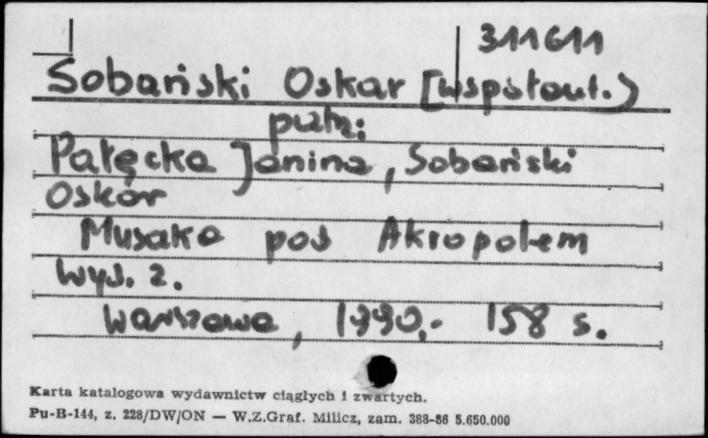 311611
Sobański Oskar [współaut.)
patrz:
Pałęcka Janina, Sobański
Oskar
Musaka pod Akropolem
Wyd. 2.
Warszawa, 1990.- 158 s.
Karta katalogowa wydawnictw ciągłych i zwartych.
Pu-B-144, z. 228/DW/ON — W.Z.Graf. Milicz, zam. 388-86 5.650.000